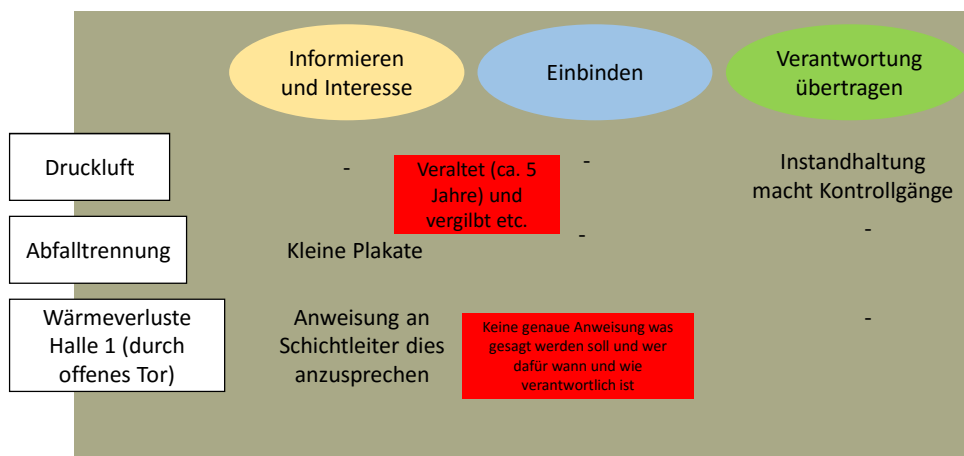 Informieren
und Interesse
Einbinden
Verantwortung
übertragen
Druckluft
-
Veraltet (ca. 5
Jahre) und
vergilbt etc.
-
Instandhaltung
macht Kontrollgänge
Abfalltrennung
Kleine Plakate
-
-
Wärmeverluste
Halle 1 (durch
offenes Tor)
Anweisung an
Schichtleiter dies
anzusprechen
Keine genaue Anweisung was
gesagt werden soll und wer
dafür wann und wie
verantwortlich ist
-